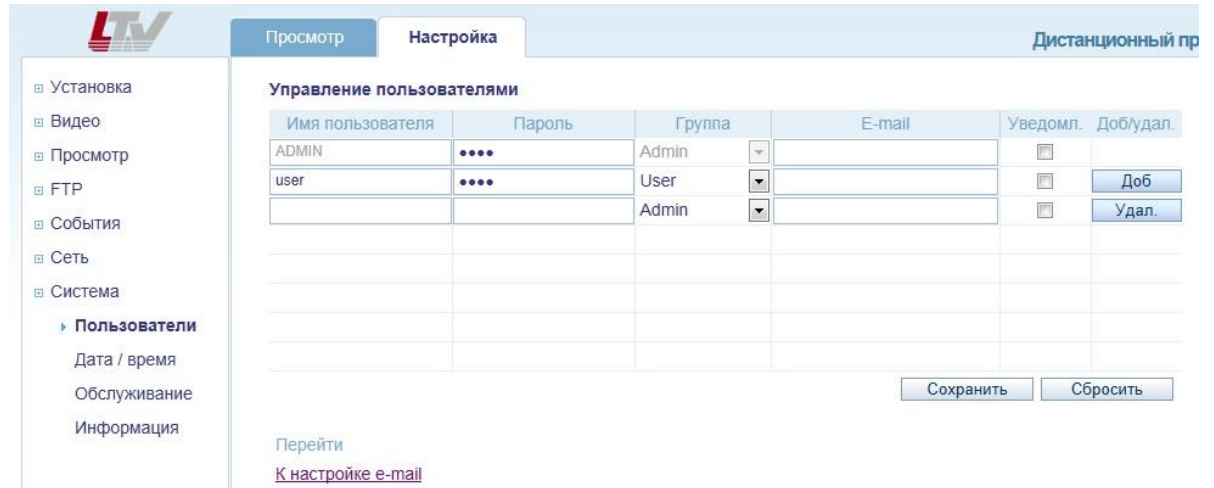 LTV
Просмотр Настройка Дистанционный пр
Установка
Видео
Просмотр
FTP
События
Сеть
Система
Пользователи
Дата / время
Обслуживание
Информация
Управление пользователями
Имя пользователя Пароль Группа E-mail Уведомл. Доб/удал.
ADMIN •••• Admin
user •••• User Доб
Admin Удал.
Сохранить Сбросить
Перейти
К настройке e-mail